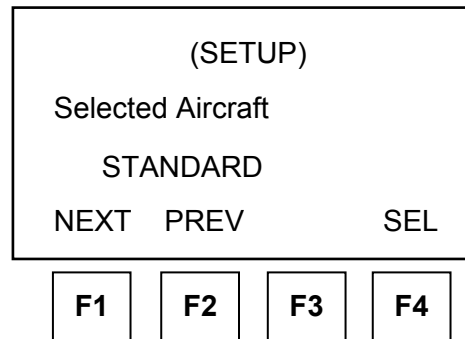 (SETUP)
Selected Aircraft
STANDARD
NEXT PREV SEL
F1 F2 F3 F4